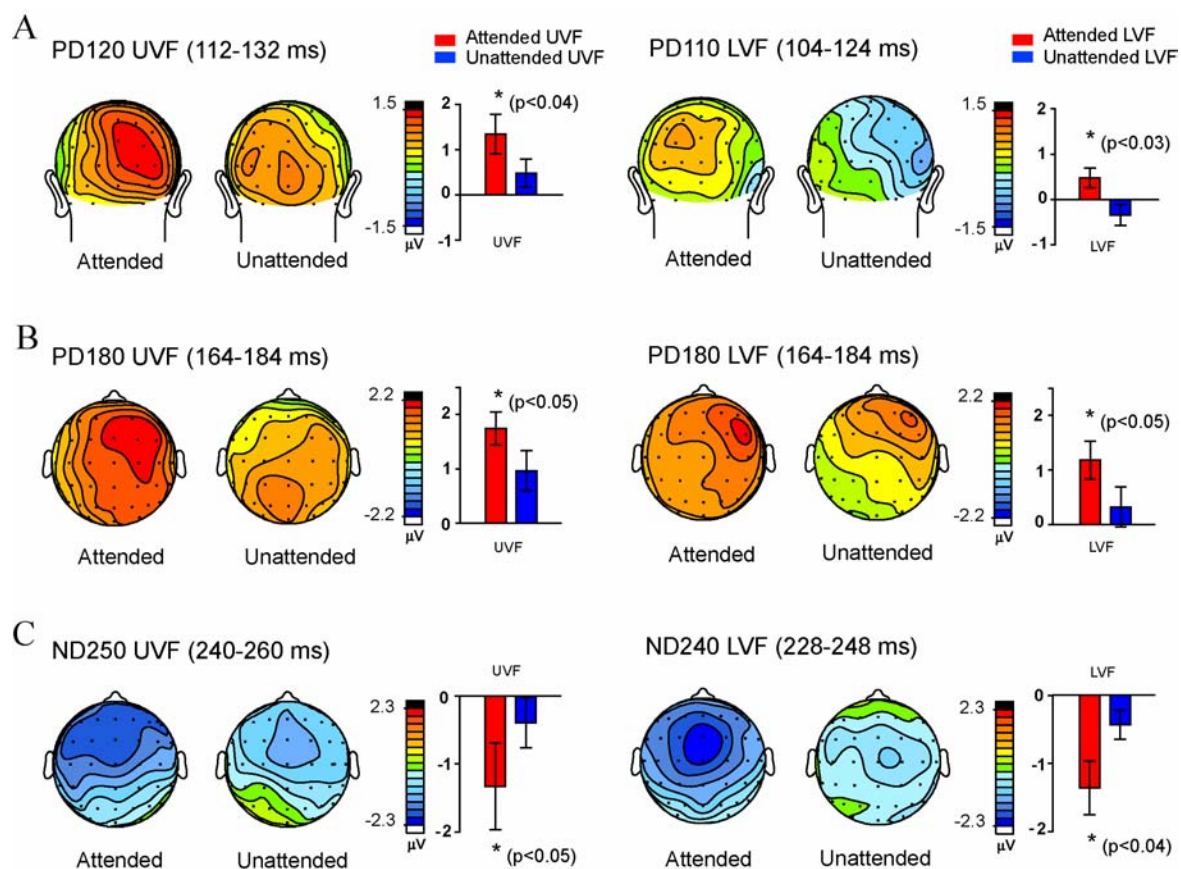 A
PD120 UVF (112-132 ms)
Attended UVF
Unattended UVF
1.5
-1.5
µV
2
1
0
-1
* (p<0.04)
UVF
Attended
Unattended
PD110 LVF (104-124 ms)
Attended LVF
Unattended LVF
1.5
-1.5
µV
2
1
0
-1
* (p<0.03)
LVF
Attended
Unattended
B
PD180 UVF (164-184 ms)
2.2
-2.2
µV
2
1
0
* (p<0.05)
UVF
Attended
Unattended
PD180 LVF (164-184 ms)
2.2
-2.2
µV
2
1
0
* (p<0.05)
LVF
Attended
Unattended
C
ND250 UVF (240-260 ms)
UVF
2.3
-2.3
µV
0
-1
-2
* (p<0.05)
Attended
Unattended
ND240 LVF (228-248 ms)
LVF
2.3
-2.3
µV
0
-1
-2
* (p<0.04)
Attended
Unattended